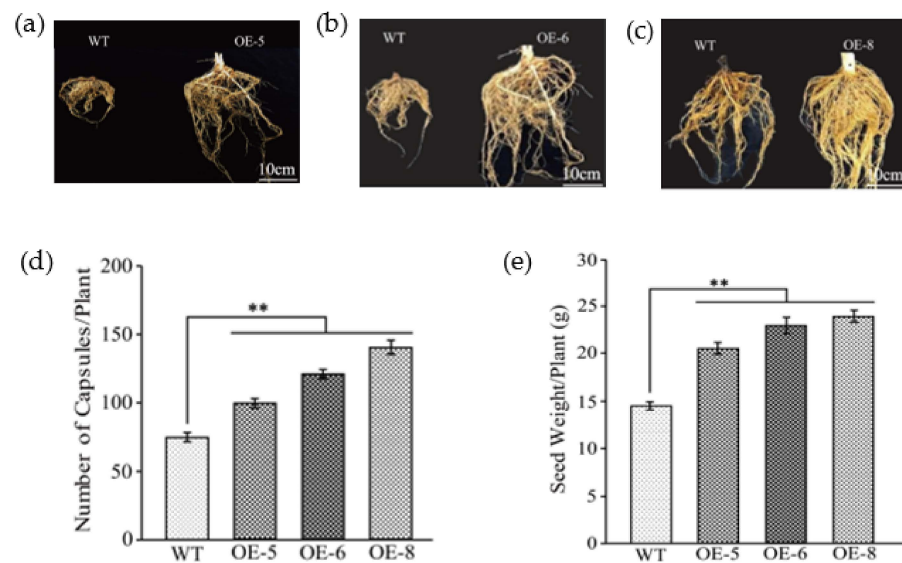 (a)
WT
OE-5
10cm
(b)
WT
OE-6
10cm
(c)
WT
OE-8
10cm
(d)
Number of Capsules/Plant
200
150
100
50
0
**
WT
OE-5
OE-6
OE-8
(e)
Seed Weight/Plant (g)
30
25
20
15
10
5
0
**
WT
OE-5
OE-6
OE-8